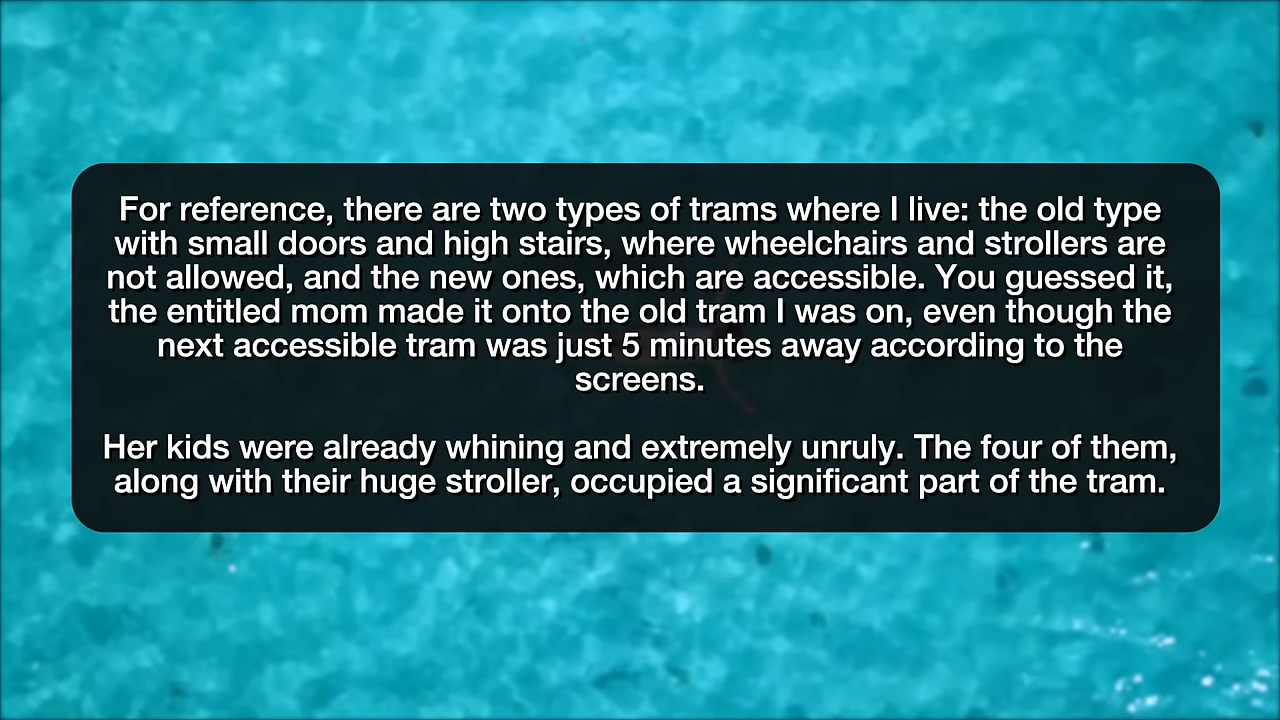 For reference, there are two types of trams where I live: the old type
with small doors and high stairs, where wheelchairs and strollers are
not allowed, and the new ones, which are accessible. You guessed it,
the entitled mom made it onto the old tram I was on, even though the
next accessible tram was just 5 minutes away according to the
screens.
Her kids were already whining and extremely unruly. The four of them,
along with their huge stroller, occupied a significant part of the tram.